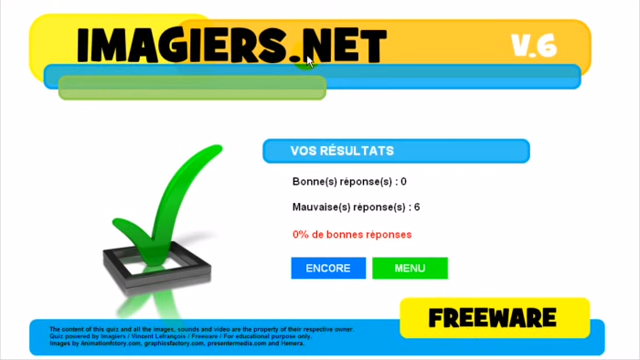 IMAGIERS.NET
V.6
VOS RÉSULTATS
Bonne(s) réponse(s) : 0
Mauvaise(s) réponse(s) : 6
0% de bonnes réponses
ENCORE
MENU
FREEWARE
The content of this quiz and all the images, sounds and video are the property of their respective owner.
Quiz powered by Imagiers / Vincent Lefrançois / Freeware / For educational purpose only.
Images by Animationfctory.com, graphicsfactory.com, presentermedia.com and Hemera.